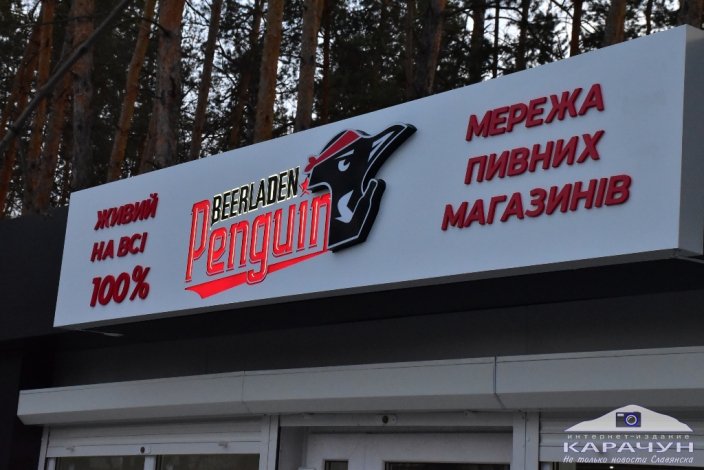 ЖИВИЙ
НА ВСІ
100%
BEERLADEN
Penguin
МЕРЕЖА
ПИВНИХ
МАГАЗИНІВ
интернет-издание
КАРАЧУН
Не только новости Славянска